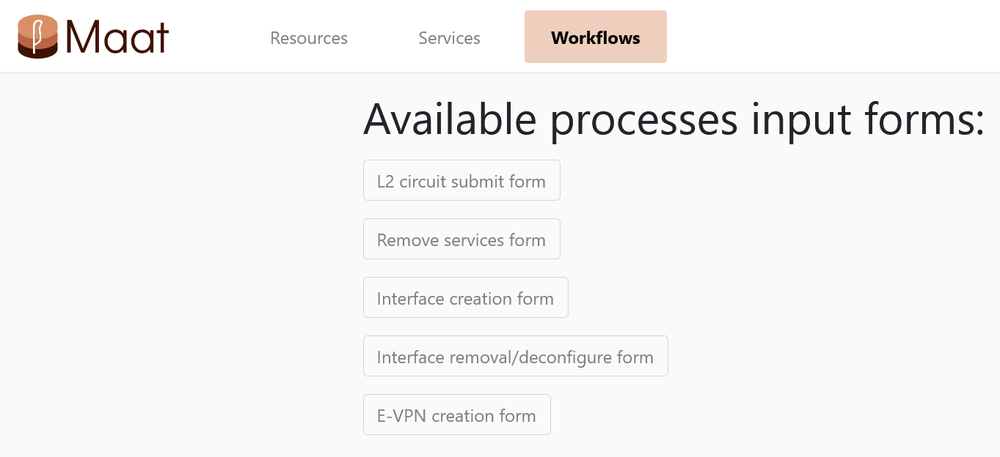 Maat
Resources Services Workflows
Available processes input forms:
L2 circuit submit form
Remove services form
Interface creation form
Interface removal/deconfigure form
E-VPN creation form